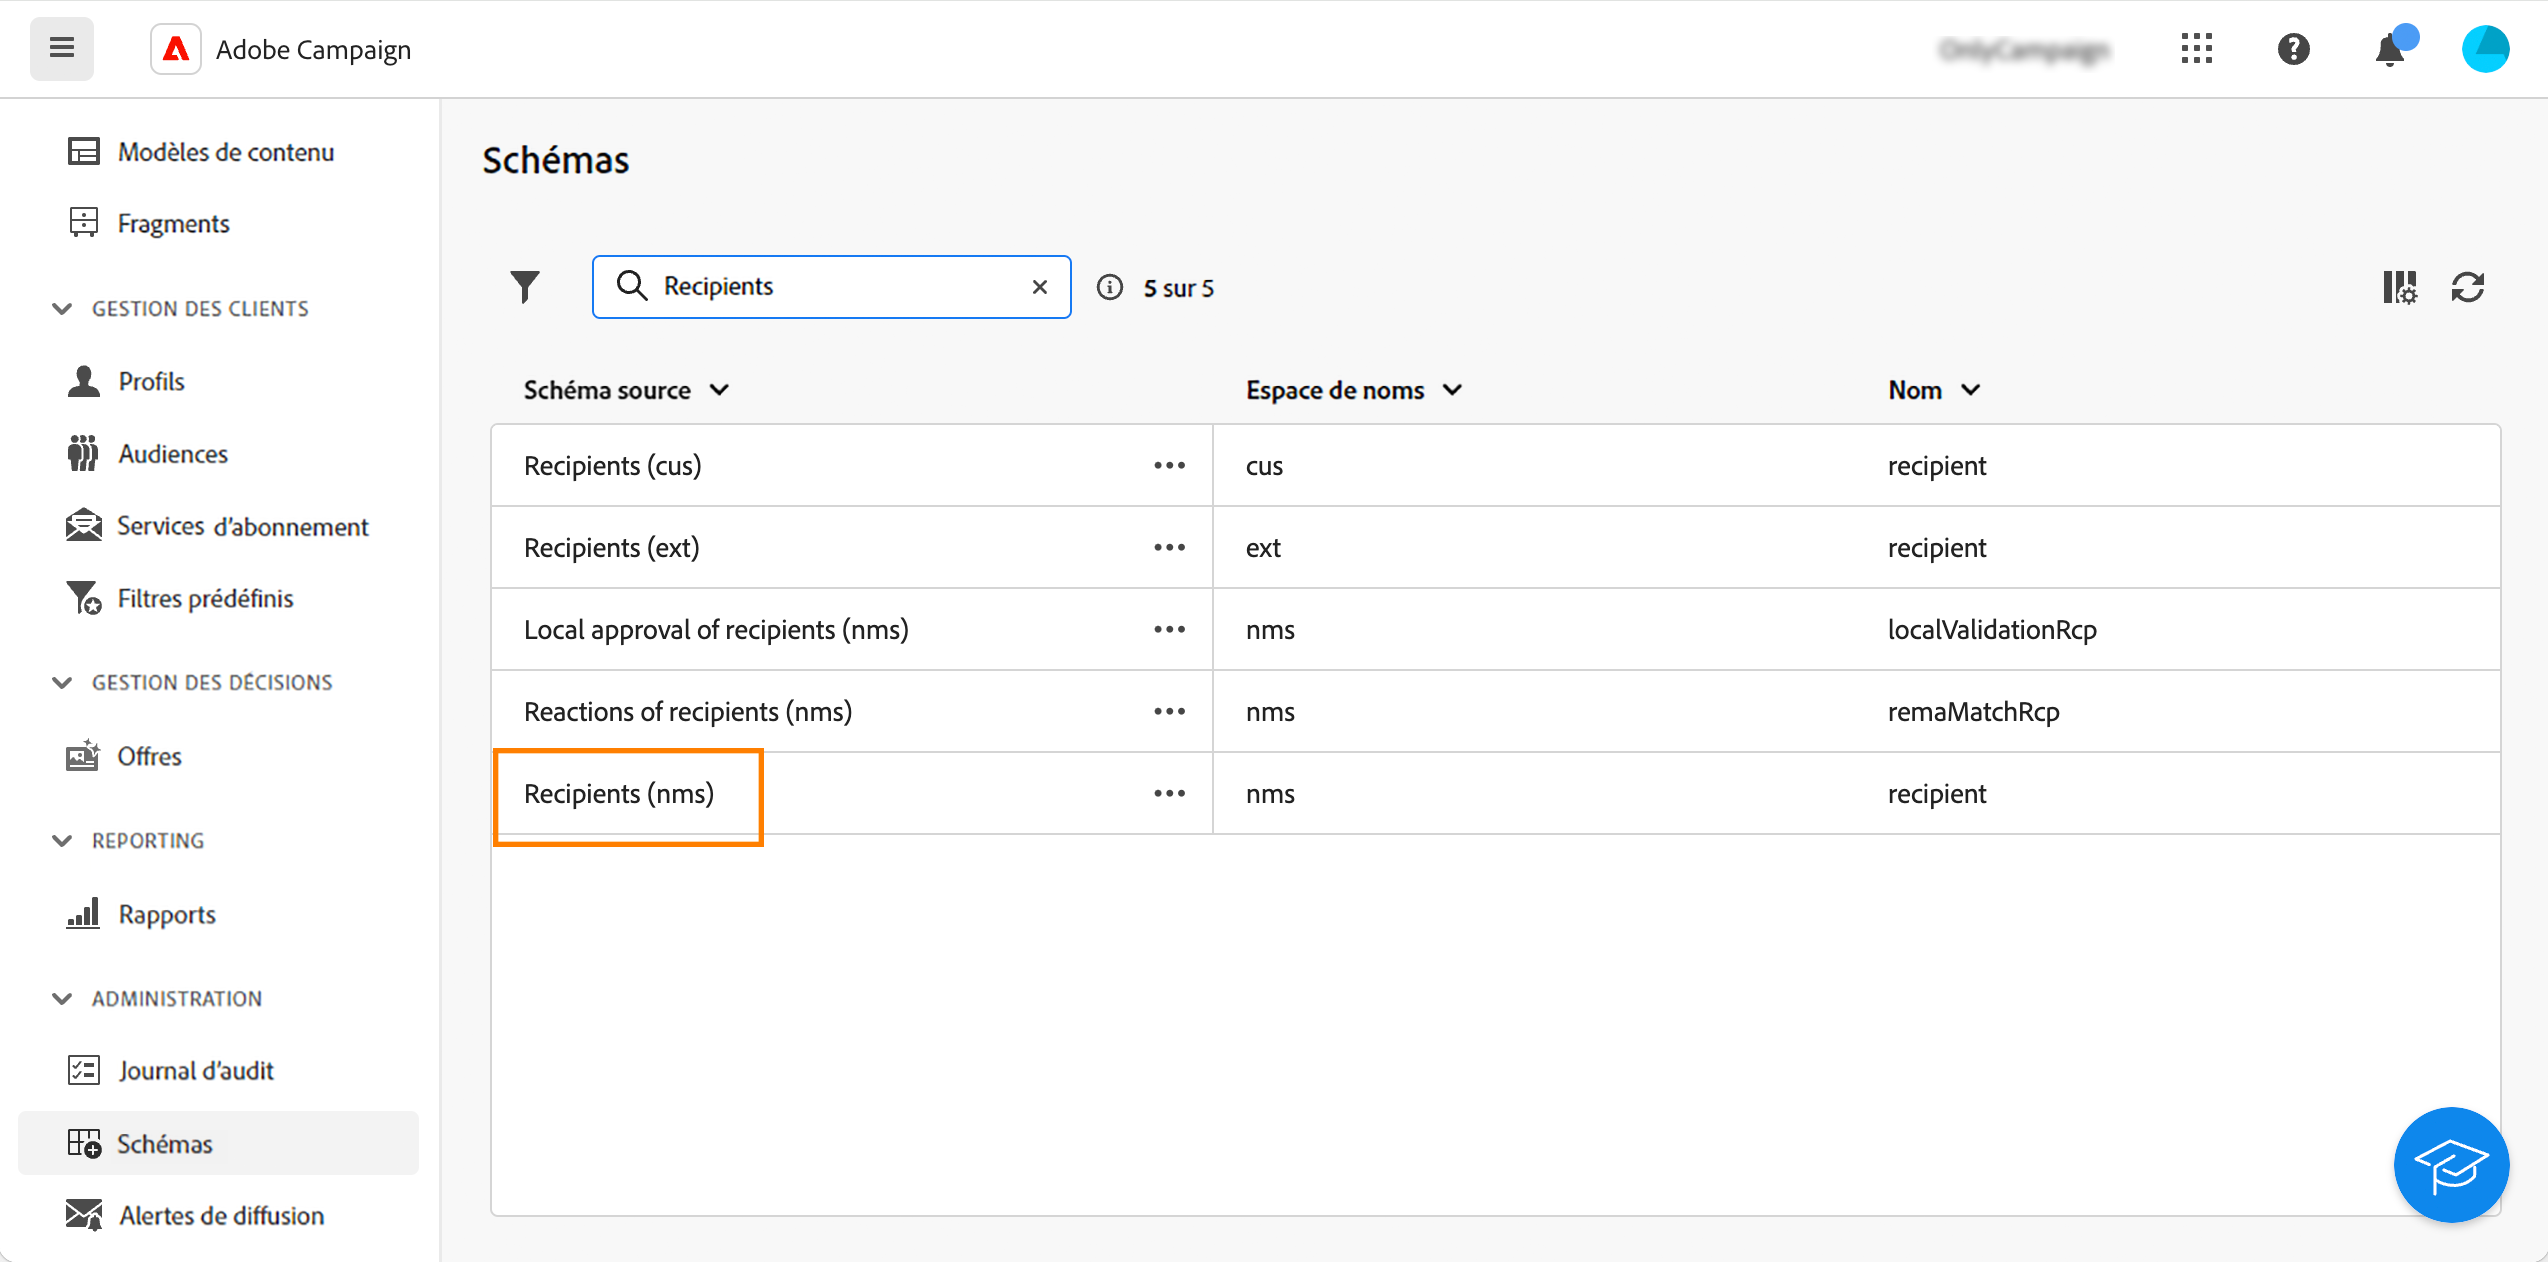 Adobe Campaign
Modèles de contenu
Fragments
GESTION DES CLIENTS
Profils
Audiences
Services d’abonnement
Filtres prédéfinis
GESTION DES DÉCISIONS
Offres
REPORTING
Rapports
ADMINISTRATION
Journal d’audit
Schémas
Alertes de diffusion
Schémas
Recipients
5 sur 5
Schéma source Espace de noms Nom
Recipients (cus) cus recipient
Recipients (ext) ext recipient
Local approval of recipients (nms) nms localValidationRcp
Reactions of recipients (nms) nms remaMatchRcp
Recipients (nms) nms recipient